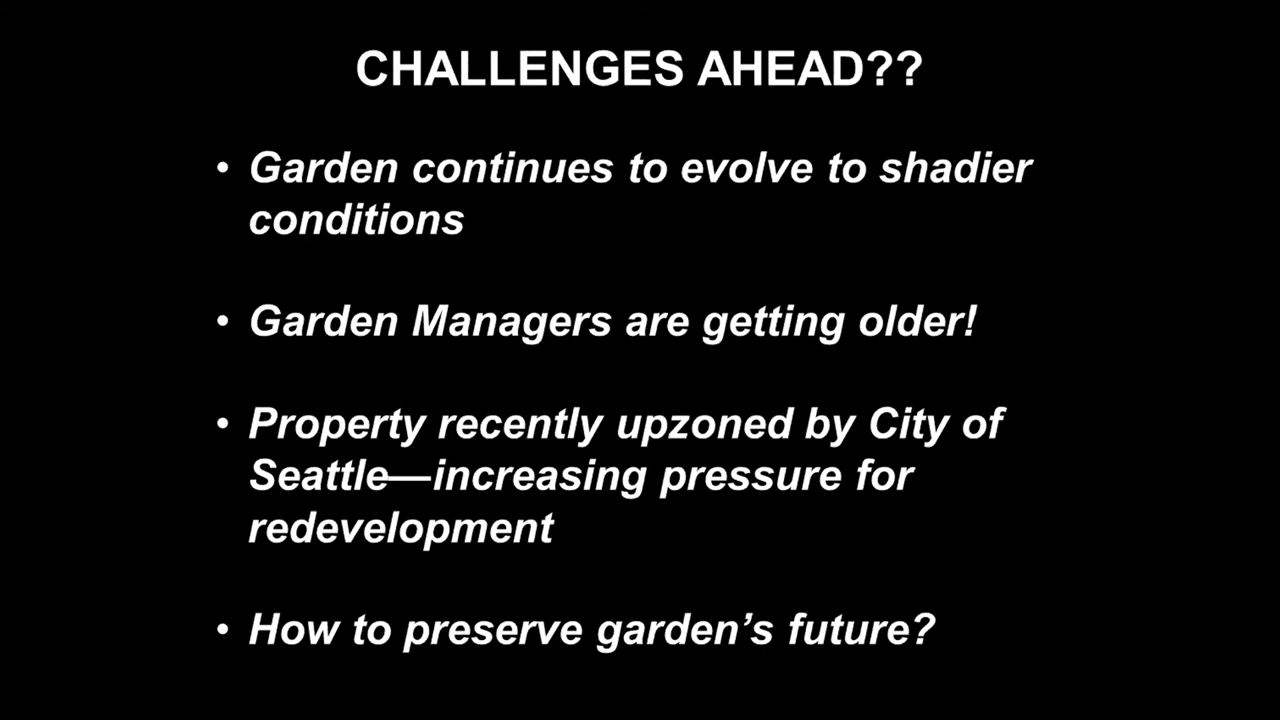 CHALLENGES AHEAD??
• Garden continues to evolve to shadier
conditions
• Garden Managers are getting older!
• Property recently upzoned by City of
Seattle—increasing pressure for
redevelopment
• How to preserve garden’s future?